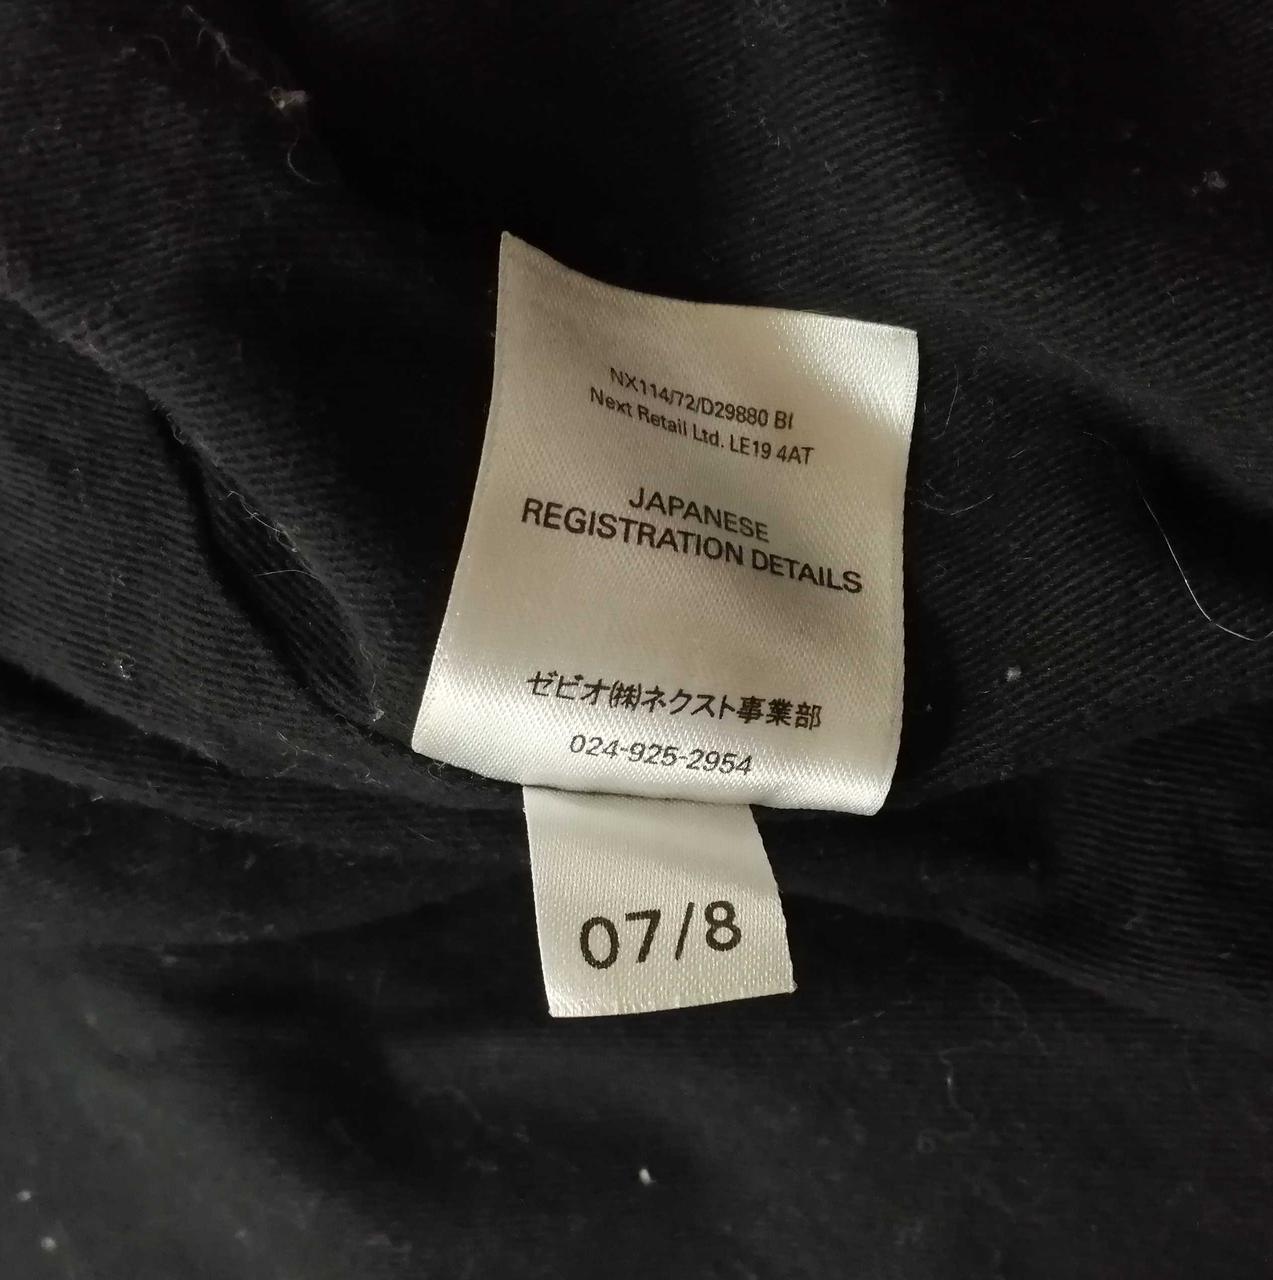 NX114/72/D29880 BI
Next Retail Ltd. LE19 4AT
JAPANESE
REGISTRATION DETAILS
ゼビオ(株)ネクスト事業部
024-925-2954
07/8